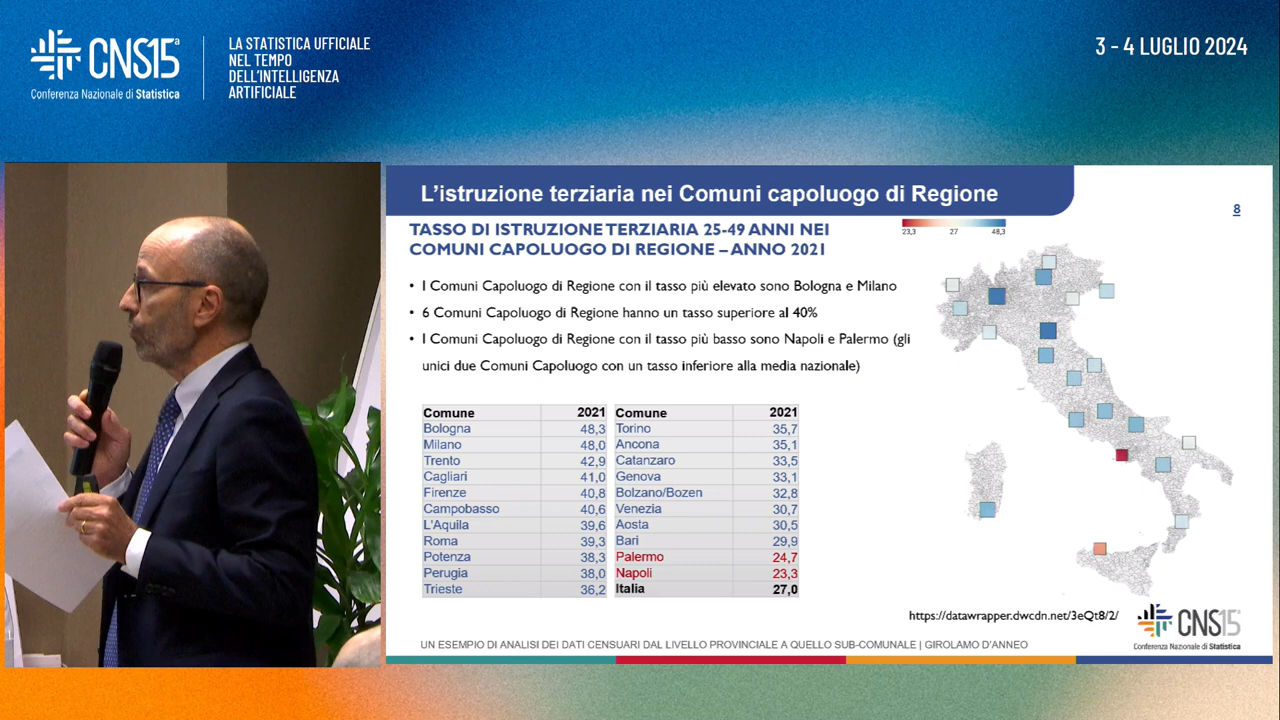 CNS15ª
Conferenza Nazionale di Statistica
LA STATISTICA UFFICIALE
NEL TEMPO
DELL'INTELLIGENZA
ARTIFICIALE
3 - 4 LUGLIO 2024
L'istruzione terziaria nei Comuni capoluogo di Regione
8
TASSO DI ISTRUZIONE TERZIARIA 25-49 ANNI NEI
COMUNI CAPOLUOGO DI REGIONE – ANNO 2021
23,3 27 48,3
• I Comuni Capoluogo di Regione con il tasso più elevato sono Bologna e Milano
• 6 Comuni Capoluogo di Regione hanno un tasso superiore al 40%
• I Comuni Capoluogo di Regione con il tasso più basso sono Napoli e Palermo (gli
unici due Comuni Capoluogo con un tasso inferiore alla media nazionale)
Comune 2021 Comune 2021
Bologna 48,3 Torino 35,7
Milano 48,0 Ancona 35,1
Trento 42,9 Catanzaro 33,5
Cagliari 41,0 Genova 33,1
Firenze 40,8 Bolzano/Bozen 32,8
Campobasso 40,6 Venezia 30,7
L'Aquila 39,6 Aosta 30,5
Roma 39,3 Bari 29,9
Potenza 38,3 Palermo 24,7
Perugia 38,0 Napoli 23,3
Trieste 36,2 Italia 27,0
https://datawrapper.dwcdn.net/3eQt8/2/
CNS15ª
Conferenza Nazionale di Statistica
UN ESEMPIO DI ANALISI DEI DATI CENSUARI DAL LIVELLO PROVINCIALE A QUELLO SUB-COMUNALE | GIROLAMO D'ANNEO